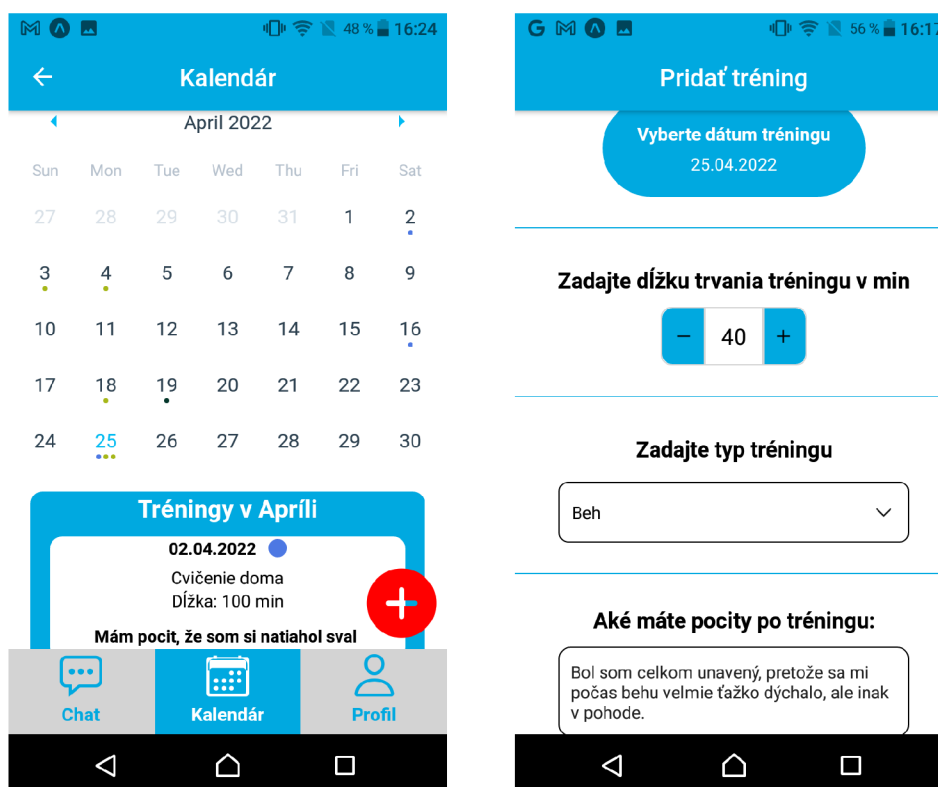 48 % 16:24
Kalendár
April 2022
Sun Mon Tue Wed Thu Fri Sat
27 28 29 30 31 1 2
3 4 5 6 7 8 9
10 11 12 13 14 15 16
17 18 19 20 21 22 23
24 25 26 27 28 29 30
Tréningy v Apríli
02.04.2022
Cvičenie doma
Dĺžka: 100 min
Mám pocit, že som si natiahol sval
Chat Kalendár Profil
G 56 % 16:17
Pridať tréning
Vyberte dátum tréningu
25.04.2022
Zadajte dĺžku trvania tréningu v min
− 40 +
Zadajte typ tréningu
Beh
Aké máte pocity po tréningu:
Bol som celkom unavený, pretože sa mi
počas behu velmie ťažko dýchalo, ale inak
v pohode.